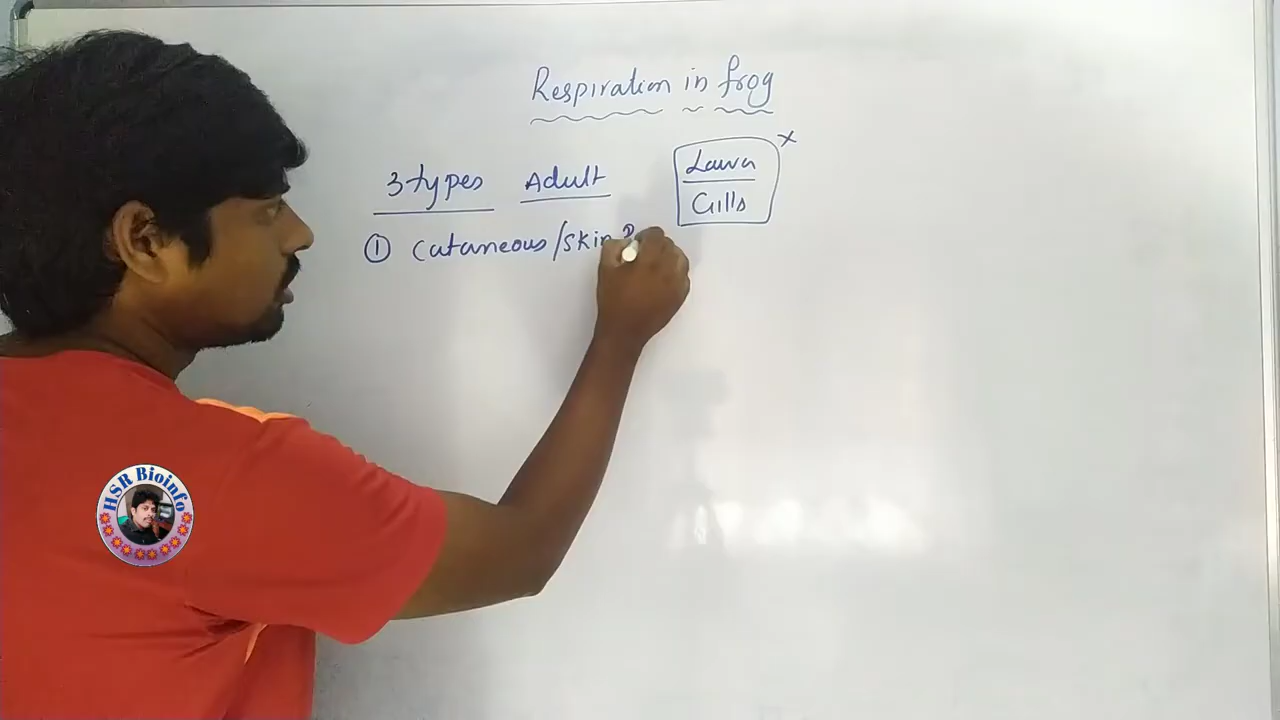 Respiration in frog
3 types Adult
Larva
Gills
x
① Cutaneous/skin R
HSR Bioinfo